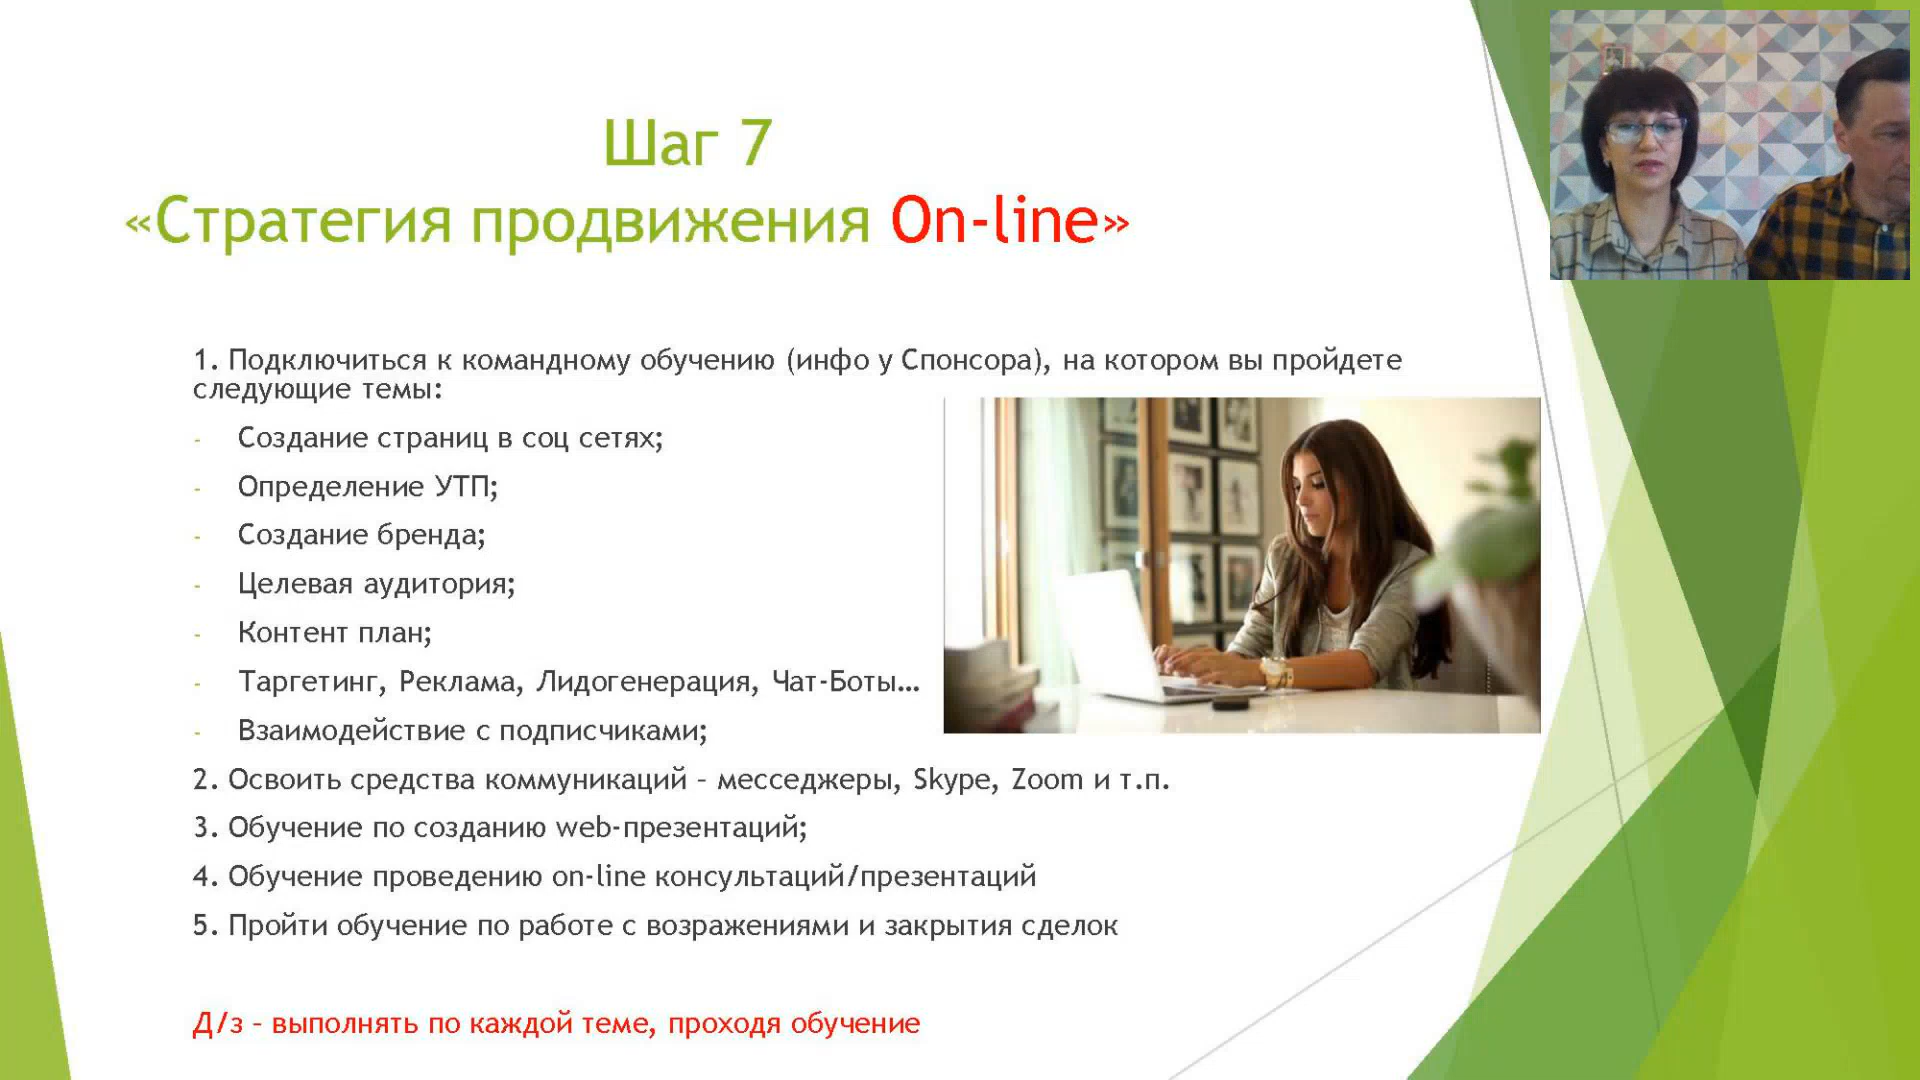 Шаг 7
«Стратегия продвижения On-line»
1. Подключиться к командному обучению (инфо у Спонсора), на котором вы пройдете
следующие темы:
- Создание страниц в соц сетях;
- Определение УТП;
- Создание бренда;
- Целевая аудитория;
- Контент план;
- Таргетинг, Реклама, Лидогенерация, Чат-Боты...
- Взаимодействие с подписчиками;
2. Освоить средства коммуникаций – месседжеры, Skype, Zoom и т.п.
3. Обучение по созданию web-презентаций;
4. Обучение проведению on-line консультаций/презентаций
5. Пройти обучение по работе с возражениями и закрытия сделок
Д/з – выполнять по каждой теме, проходя обучение